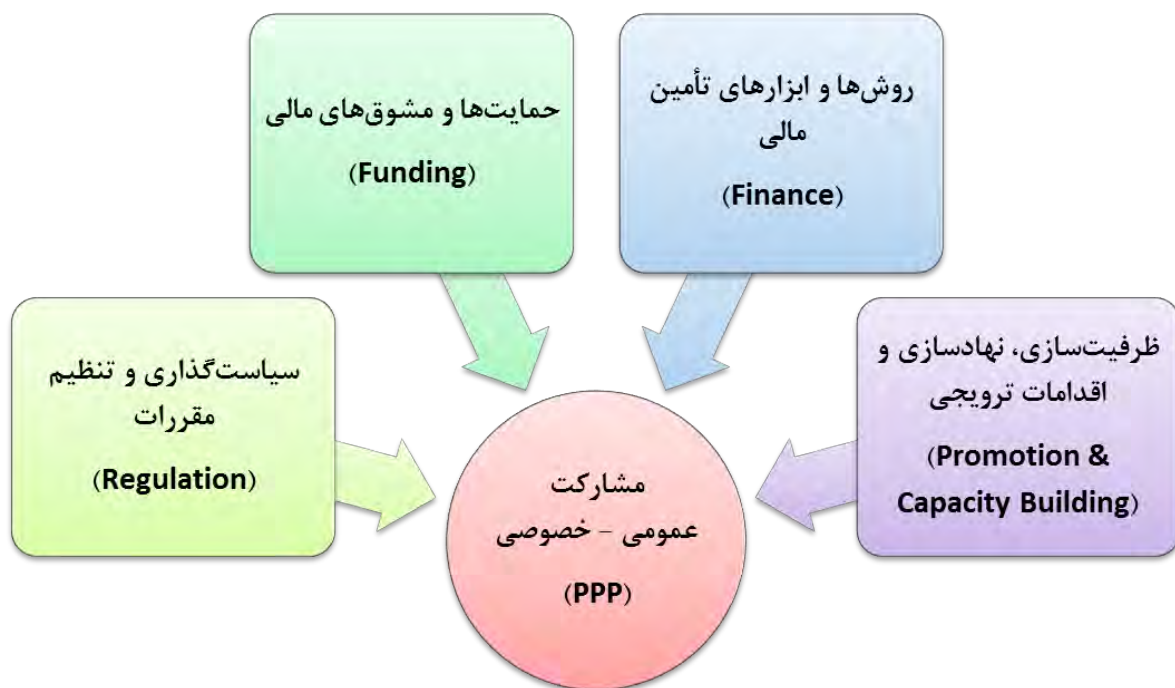 روش‌ها و ابزارهای تأمین
مالی
(Finance)
حمایت‌ها و مشوق‌های مالی
(Funding)
ظرفیت‌سازی، نهادسازی و
اقدامات ترویجی
(Promotion &
Capacity Building)
سیاست‌گذاری و تنظیم
مقررات
(Regulation)
مشارکت
عمومی – خصوصی
(PPP)